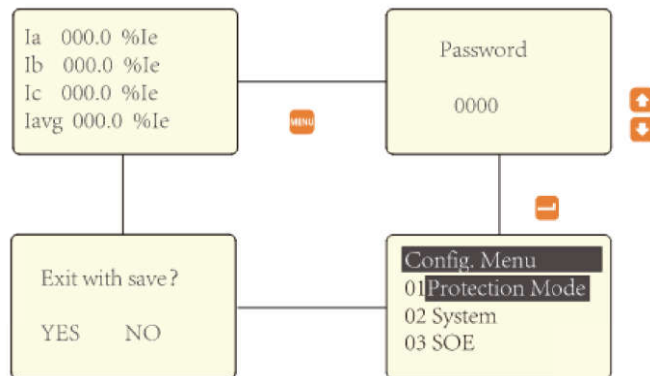 Ia 000.0 %Ie
Ib 000.0 %Ie
Ic 000.0 %Ie
Iavg 000.0 %Ie
MENU
Password
0000
Exit with save?
YES NO
Config. Menu
01 Protection Mode
02 System
03 SOE